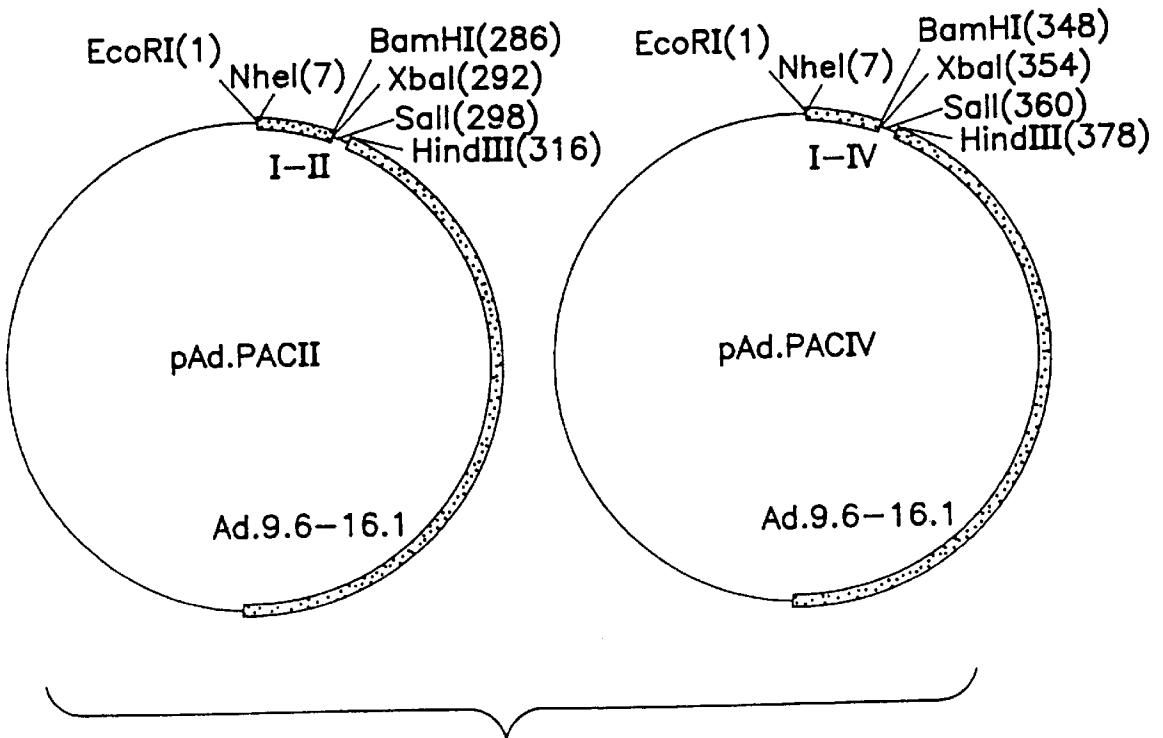 EcoRI(1)
NheI(7)
BamHI(286)
XbaI(292)
SalI(298)
HindIII(316)
I–II
pAd.PACII
Ad.9.6–16.1
EcoRI(1)
NheI(7)
BamHI(348)
XbaI(354)
SalI(360)
HindIII(378)
I–IV
pAd.PACIV
Ad.9.6–16.1